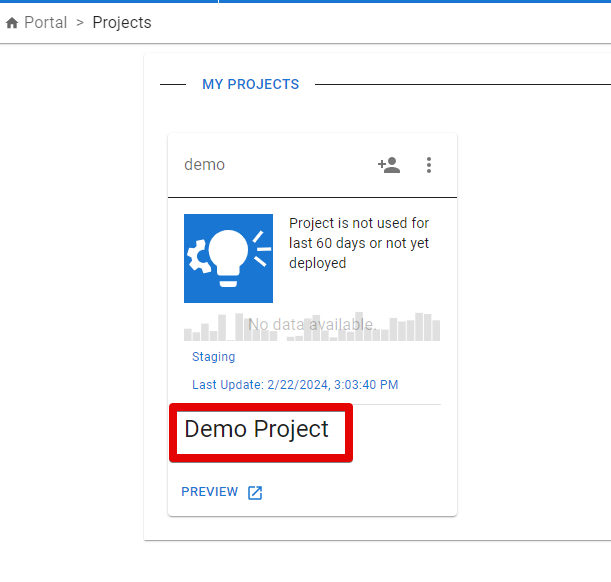 Portal > Projects
MY PROJECTS
demo
Project is not used for
last 60 days or not yet
deployed
No data available.
Staging
Last Update: 2/22/2024, 3:03:40 PM
Demo Project
PREVIEW